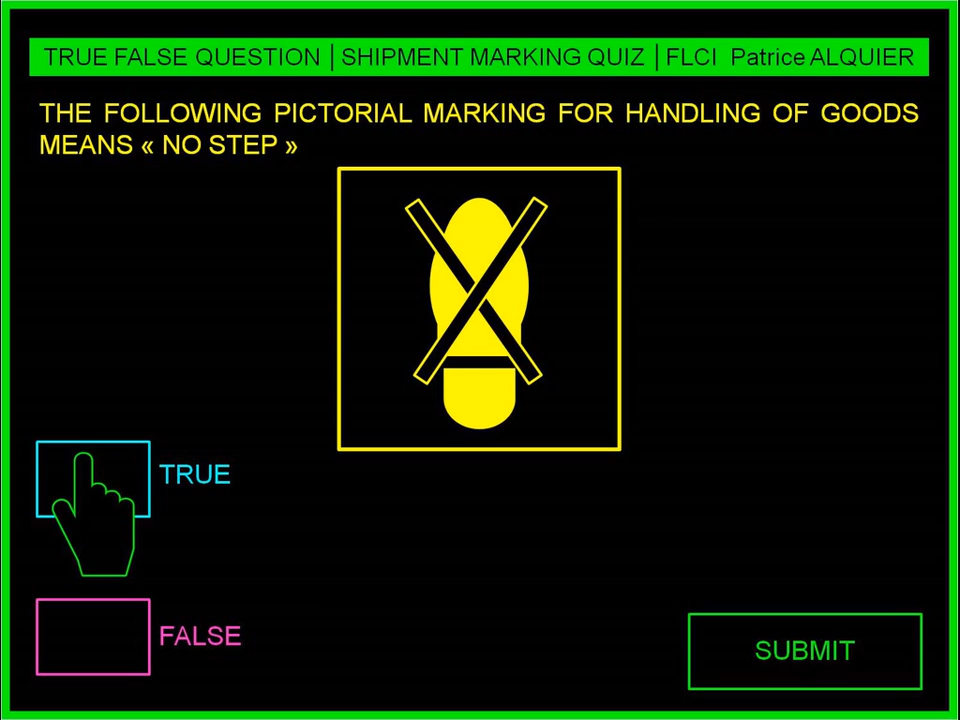 TRUE FALSE QUESTION | SHIPMENT MARKING QUIZ | FLCI Patrice ALQUIER
THE FOLLOWING PICTORIAL MARKING FOR HANDLING OF GOODS
MEANS « NO STEP »
TRUE
FALSE
SUBMIT